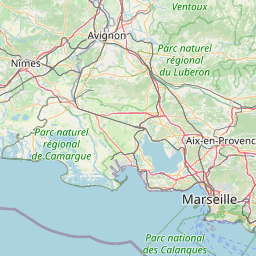 Ventoux
Avignon
Parc naturel
régional
du Luberon
Nîmes
Parc naturel
régional
de Camargue
Aix-en-Provenc
Marseille
Parc national
des Calanques